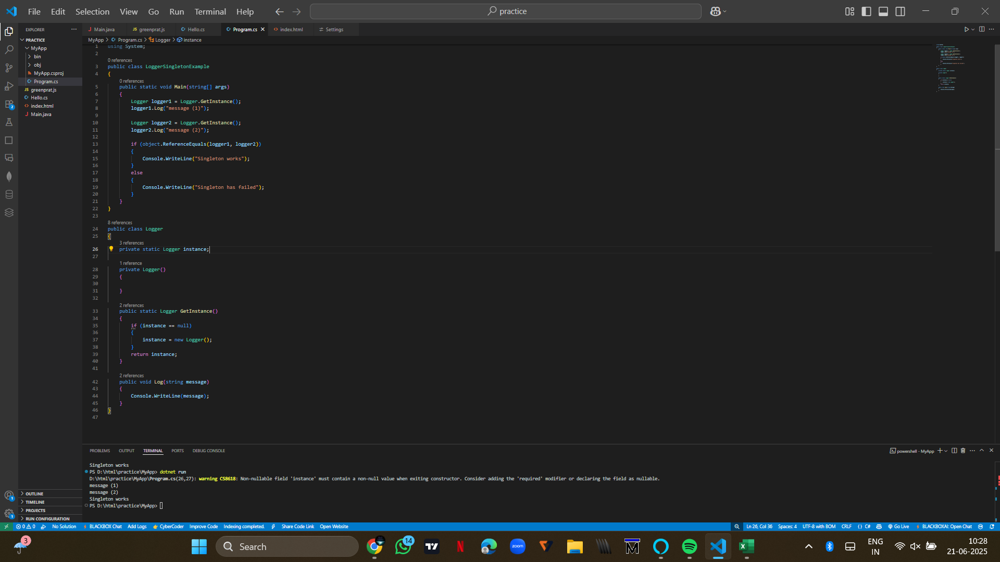 File Edit Selection View Go Run Terminal Help
practice
EXPLORER
Main.java
greenprat.js
Hello.cs
Program.cs
index.html
Settings
PRACTICE
MyApp
bin
obj
MyApp.csproj
Program.cs
greenprat.js
Hello.cs
index.html
Main.java
2
MyApp > Program.cs > Logger > instance
1 using System;
2
0 references
3 public class LoggerSingletonExample
4 {
0 references
5 public static void Main(string[] args)
6 {
7 Logger logger1 = Logger.GetInstance();
8 logger1.Log("message (1)");
9
10 Logger logger2 = Logger.GetInstance();
11 logger2.Log("message (2)");
12
13 if (object.ReferenceEquals(logger1, logger2))
14 {
15 Console.WriteLine("Singleton works");
16 }
17 else
18 {
19 Console.WriteLine("Singleton has failed");
20 }
21 }
22 }
23
8 references
24 public class Logger
25 {
3 references
26 private static Logger instance;
27
1 reference
28 private Logger()
29 {
30
31 }
32
2 references
33 public static Logger GetInstance()
34 {
35 if (instance == null)
36 {
37 instance = new Logger();
38 }
39 return instance;
40 }
41
2 references
42 public void Log(string message)
43 {
44 Console.WriteLine(message);
45 }
46 }
47
PROBLEMS OUTPUT TERMINAL PORTS DEBUG CONSOLE
powershell - MyApp
Singleton works
PS D:\html\practice\MyApp> dotnet run
D:\html\practice\MyApp\Program.cs(26,27): warning CS8618: Non-nullable field 'instance' must contain a non-null value when exiting constructor. Consider adding the 'required' modifier or declaring the field as nullable.
message (1)
message (2)
Singleton works
PS D:\html\practice\MyApp>
OUTLINE
TIMELINE
PROJECTS
RUN CONFIGURATION
1
1
0 0 No Solution BLACKBOX Chat Add Logs CyberCoder Improve Code Indexing completed. Share Code Link Open Website
Ln 26, Col 36 Spaces: 4 UTF-8 with BOM CRLF {} C# Go Live BLACKBOXAI: Open Chat
3
Search
14
zoom
ENG
IN
10:28
21-06-2025